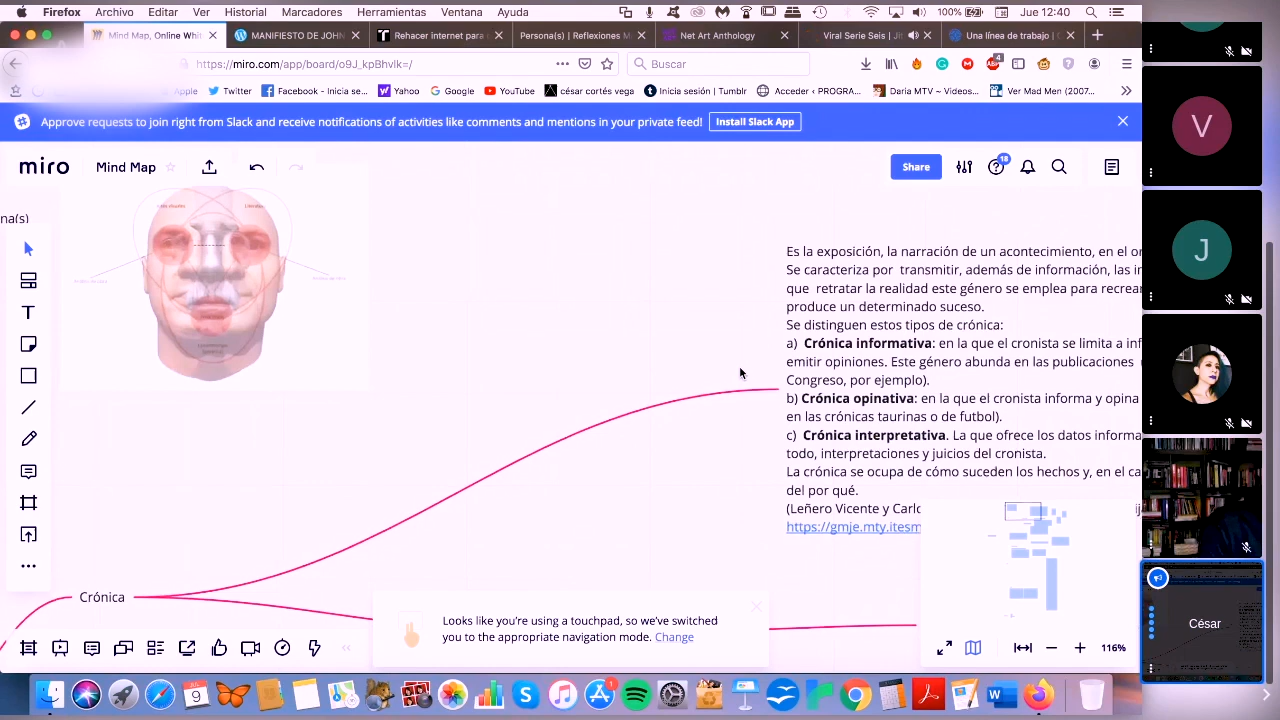 Firefox Archivo Editar Ver Historial Marcadores Herramientas Ventana Ayuda 100% Jue 12:40
Mind Map, Online Whit MANIFIESTO DE JOHN Rehacer internet para Persona(s) | Reflexiones M Net Art Anthology Viral Serie Seis | Jt Una línea de tiempo | C
https://miro.com/app/board/o9J_kpBhvlk=/ Buscar 4
Apple Twitter Facebook - Inicia se... Yahoo Google YouTube césar cortés vega Inicia sesión | Tumblr Acceder ‹ PROGRA... Daria MTV ~ Videos... Ver Mad Men (2007...
Approve requests to join right from Slack and receive notifications of activities like comments and mentions in your private feed! Install Slack App
miro Mind Map Share 18
na(s)
Es la exposición, la narración de un acontecimiento, en el or
Se caracteriza por transmitir, además de información, las in
que retratar la realidad este género se emplea para recrear
produce un determinado suceso.
Se distinguen estos tipos de crónica:
a) Crónica informativa: en la que el cronista se limita a inf
emitir opiniones. Este género abunda en las publicaciones
Congreso, por ejemplo).
b) Crónica opinativa: en la que el cronista informa y opina
en las crónicas taurinas o de futbol).
c) Crónica interpretativa. La que ofrece los datos informa
todo, interpretaciones y juicios del cronista.
La crónica se ocupa de cómo suceden los hechos y, en el ca
del por qué.
(Leñero Vicente y Carlo
https://gmje.mty.itesm
Crónica
Looks like you're using a touchpad, so we've switched
you to the appropriate navigation mode. Change
116%
V
J
César
JUL
9
1